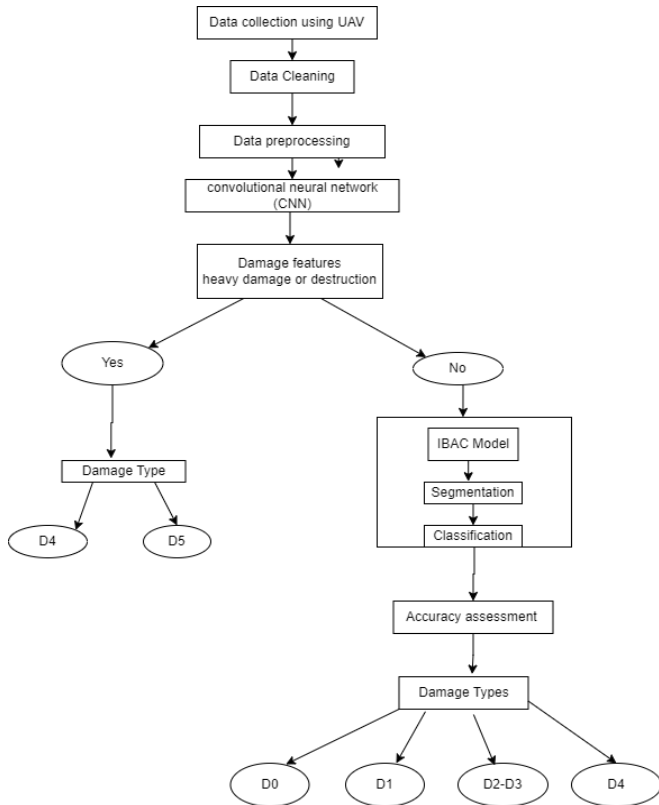 Data collection using UAV
Data Cleaning
Data preprocessing
convolutional neural network
(CNN)
Damage features
heavy damage or destruction
Yes
No
IBAC Model
Damage Type
Segmentation
D4
D5
Classification
Accuracy assessment
Damage Types
D0
D1
D2-D3
D4